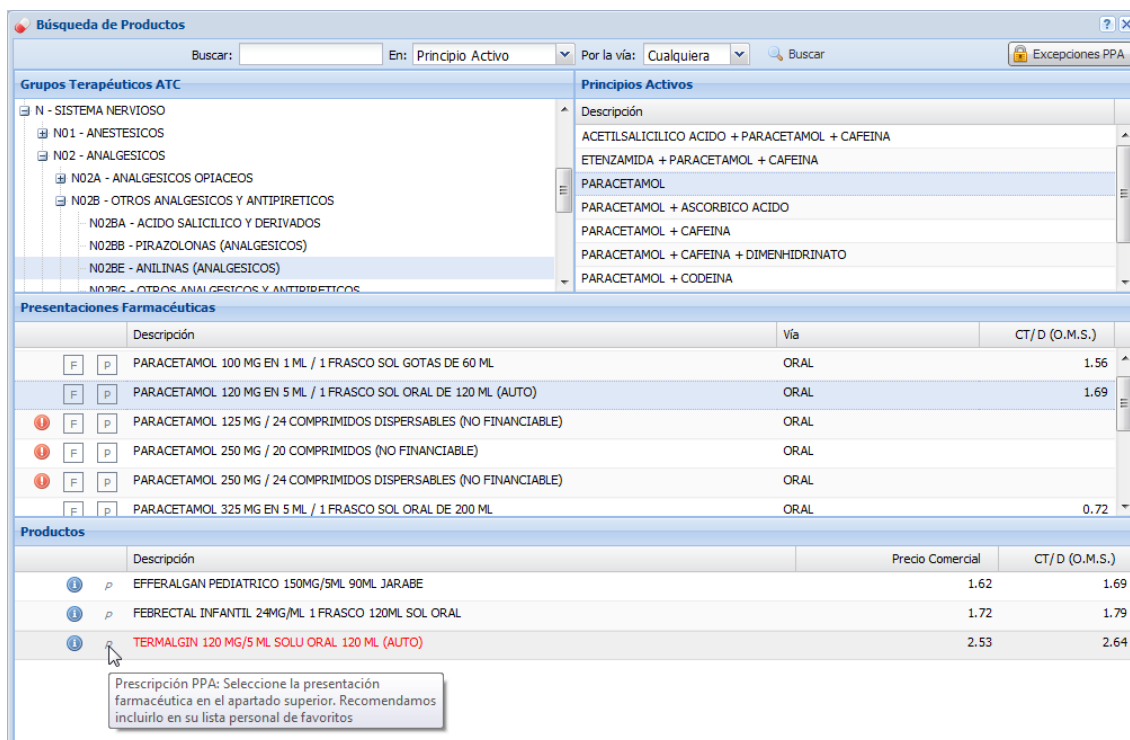 Búsqueda de Productos
Buscar: En: Principio Activo Por la vía: Cualquiera Buscar Excepciones PPA
Grupos Terapéuticos ATC
N - SISTEMA NERVIOSO
N01 - ANESTESICOS
N02 - ANALGESICOS
N02A - ANALGESICOS OPIACEOS
N02B - OTROS ANALGESICOS Y ANTIPIRETICOS
N02BA - ACIDO SALICILICO Y DERIVADOS
N02BB - PIRAZOLONAS (ANALGESICOS)
N02BE - ANILINAS (ANALGESICOS)
N02BG - OTROS ANALGESICOS Y ANTIPIRETICOS
Principios Activos
Descripción
ACETILSALICILICO ACIDO + PARACETAMOL + CAFEINA
ETENZAMIDA + PARACETAMOL + CAFEINA
PARACETAMOL
PARACETAMOL + ASCORBICO ACIDO
PARACETAMOL + CAFEINA
PARACETAMOL + CAFEINA + DIMENHIDRINATO
PARACETAMOL + CODEINA
Presentaciones Farmacéuticas
Descripción Vía CT/D (O.M.S.)
F P PARACETAMOL 100 MG EN 1 ML / 1 FRASCO SOL GOTAS DE 60 ML ORAL 1.56
F P PARACETAMOL 120 MG EN 5 ML / 1 FRASCO SOL ORAL DE 120 ML (AUTO) ORAL 1.69
F P PARACETAMOL 125 MG / 24 COMPRIMIDOS DISPERSABLES (NO FINANCIABLE) ORAL
F P PARACETAMOL 250 MG / 20 COMPRIMIDOS (NO FINANCIABLE) ORAL
F P PARACETAMOL 250 MG / 24 COMPRIMIDOS DISPERSABLES (NO FINANCIABLE) ORAL
F P PARACETAMOL 325 MG EN 5 ML / 1 FRASCO SOL ORAL DE 200 ML ORAL 0.72
Productos
Descripción Precio Comercial CT/D (O.M.S.)
P EFFERALGAN PEDIATRICO 150MG/5ML 90ML JARABE 1.62 1.69
P FEBRECTAL INFANTIL 24MG/ML 1 FRASCO 120ML SOL ORAL 1.72 1.79
P TERMALGIN 120 MG/5 ML SOLU ORAL 120 ML (AUTO) 2.53 2.64
Prescripción PPA: Seleccione la presentación
farmacéutica en el apartado superior. Recomendamos
incluirlo en su lista personal de favoritos